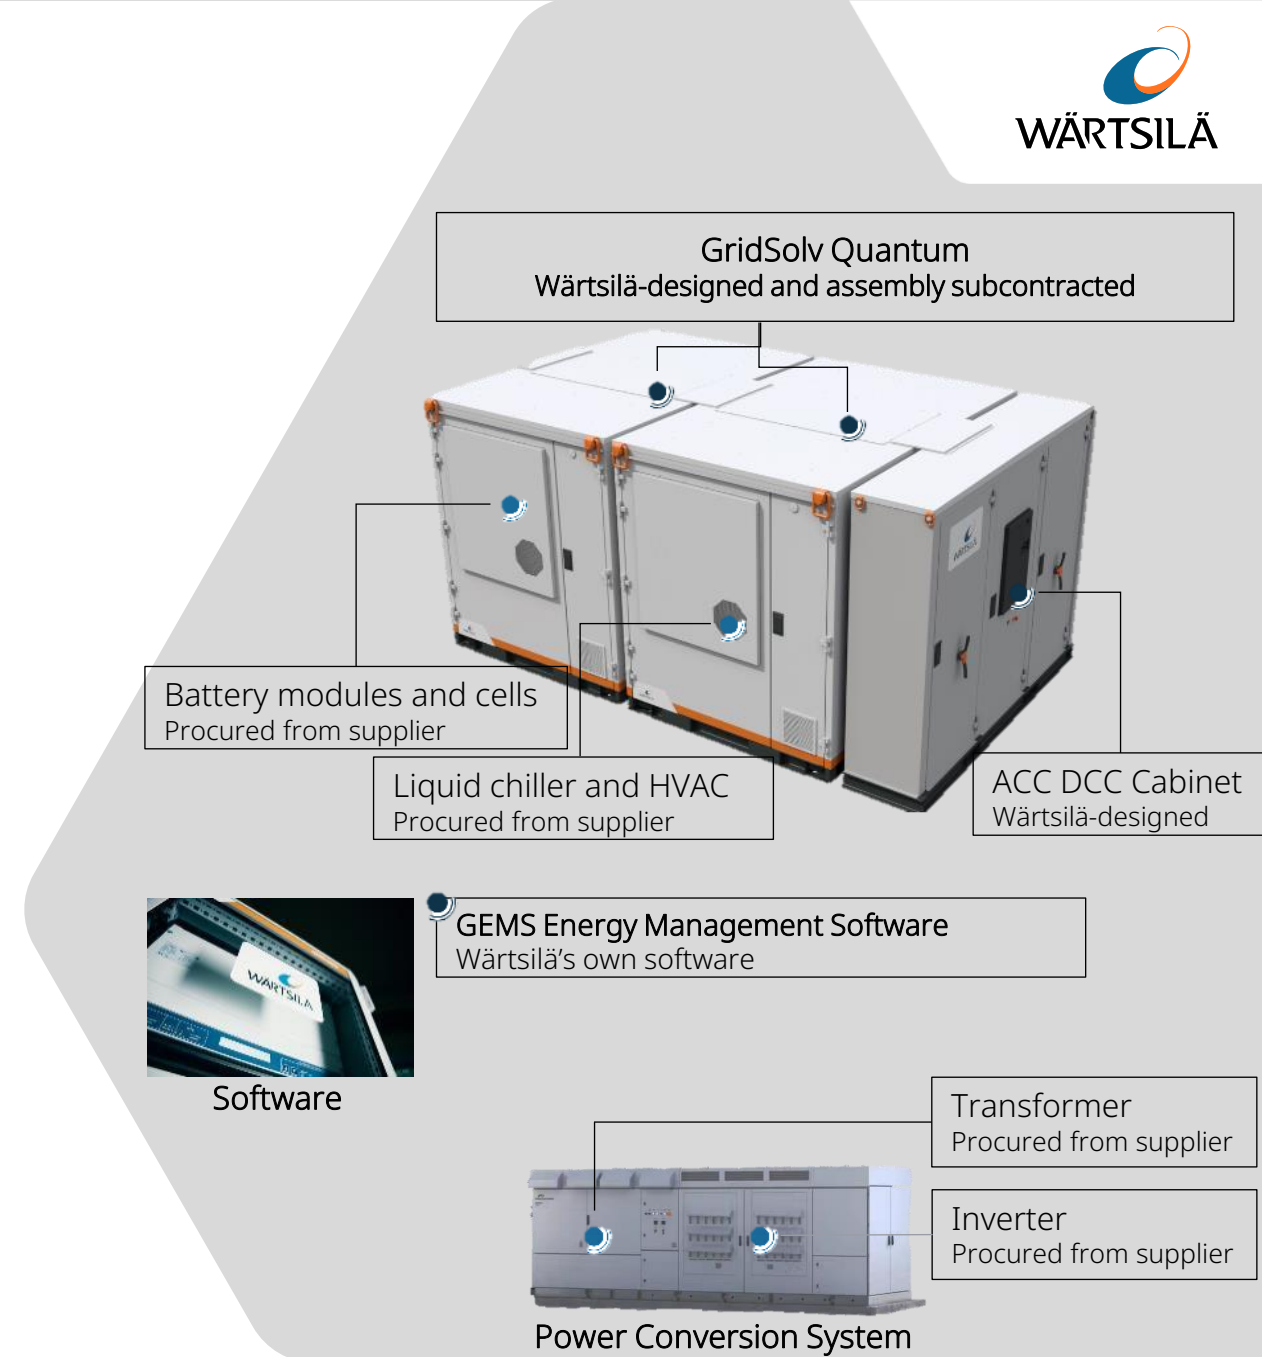 WÄRTSILÄ
GridSolv Quantum
Wärtsilä-designed and assembly subcontracted
WÄRTSILÄ
Battery modules and cells
Procured from supplier
Liquid chiller and HVAC
Procured from supplier
ACC DCC Cabinet
Wärtsilä-designed
GEMS Energy Management Software
Wärtsilä's own software
WÄRTSILÄ
Software
Transformer
Procured from supplier
Inverter
Procured from supplier
Power Conversion System